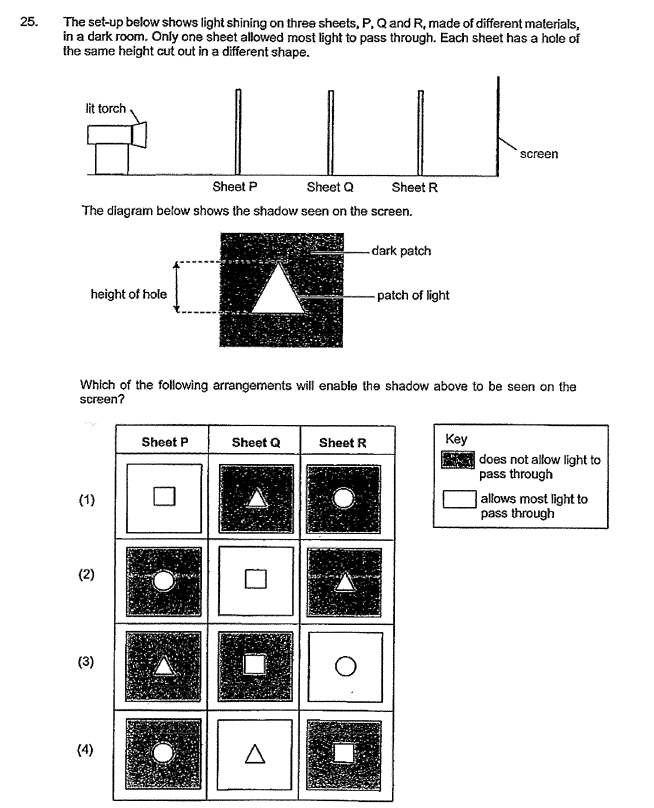 25. The set-up below shows light shining on three sheets, P, Q and R, made of different materials,
in a dark room. Only one sheet allowed most light to pass through. Each sheet has a hole of
the same height cut out in a different shape.
lit torch
screen
Sheet P Sheet Q Sheet R
The diagram below shows the shadow seen on the screen.
dark patch
height of hole
patch of light
Which of the following arrangements will enable the shadow above to be seen on the
screen?
Sheet P Sheet Q Sheet R
Key
does not allow light to
pass through
allows most light to
pass through
(1)
(2)
(3)
(4)